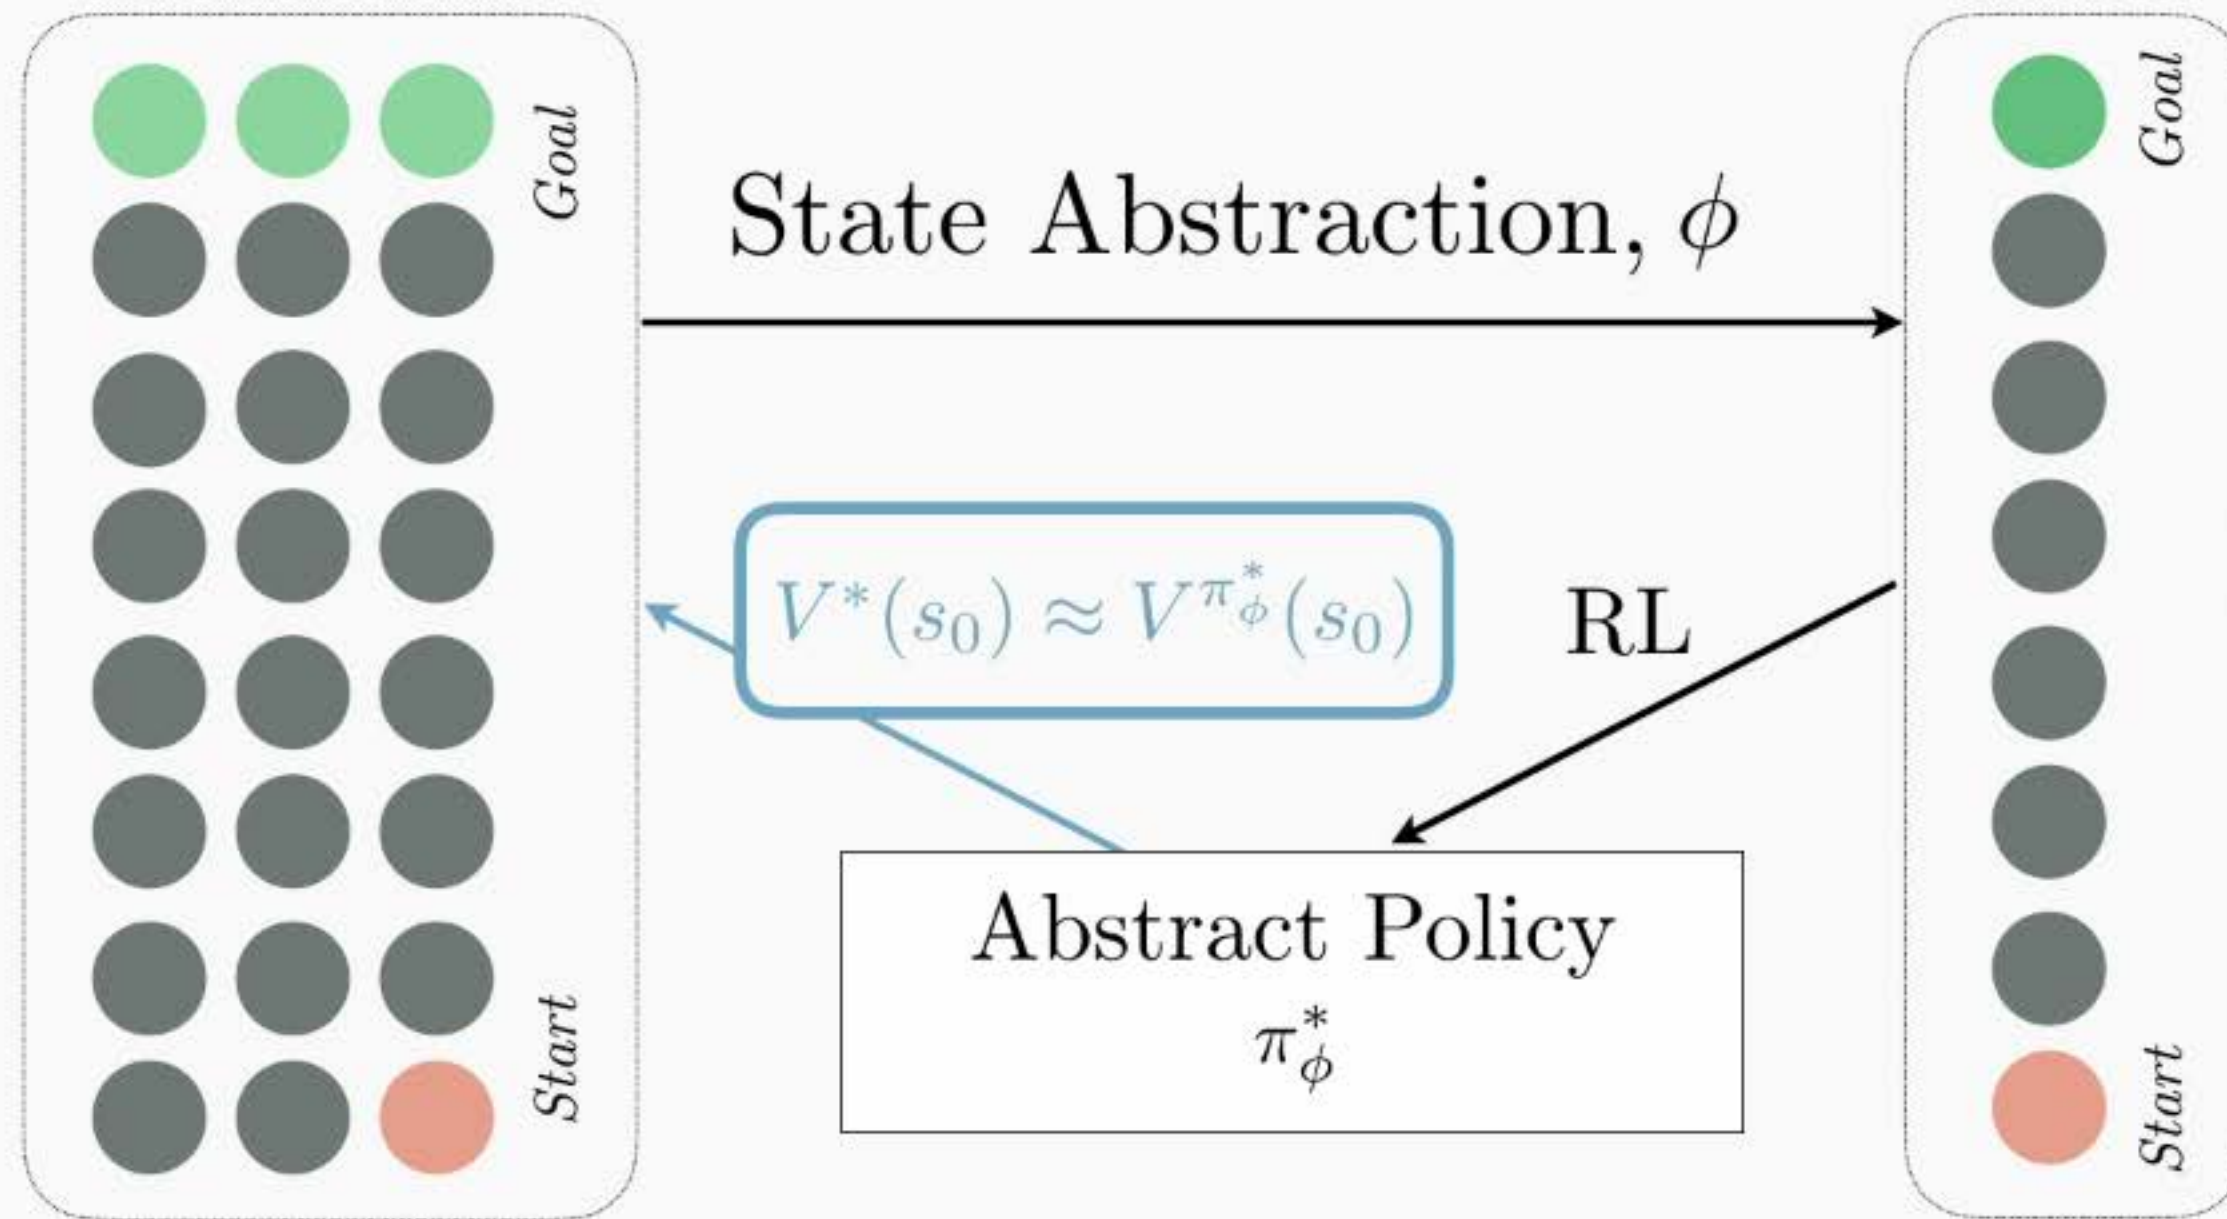 Goal
Start
State Abstraction, ϕ
V*(s₀) ≈ V^{π*_ϕ}(s₀)
RL
Abstract Policy
π*_ϕ
Goal
Start